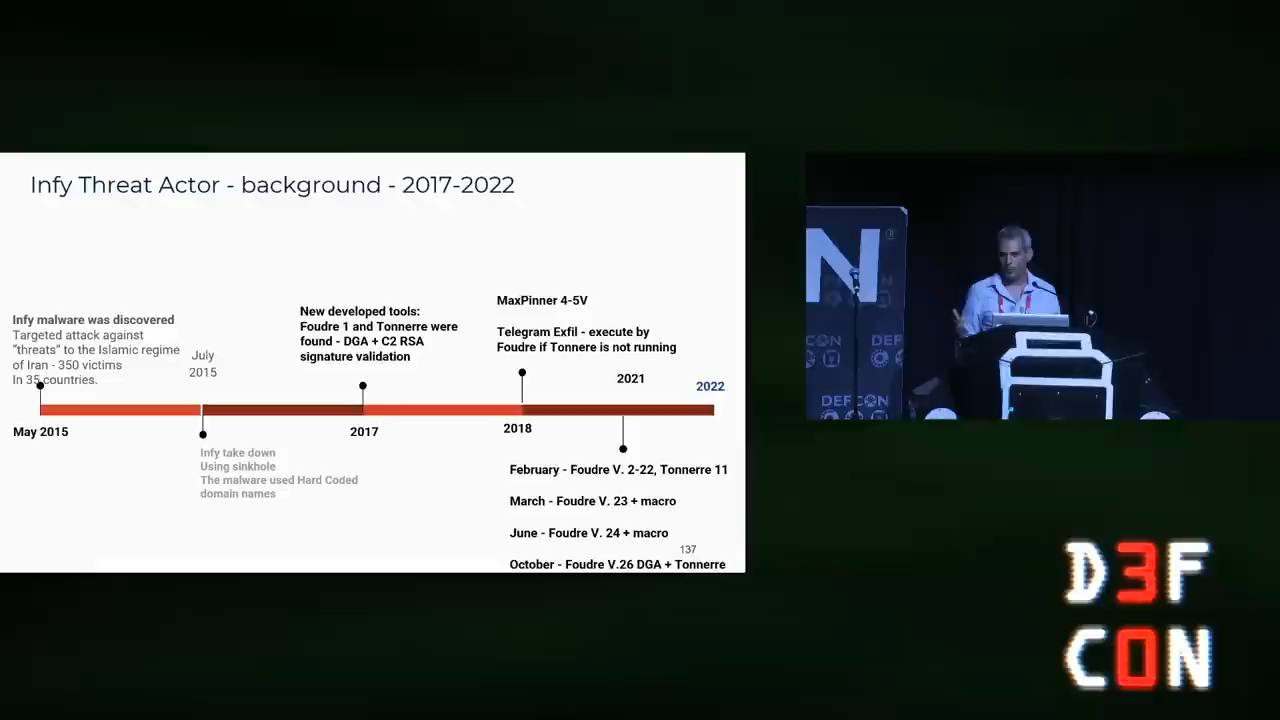 Infy Threat Actor - background - 2017-2022
Infy malware was discovered
Targeted attack against
"threats" to the Islamic regime
of Iran - 350 victims
In 35 countries.
July
2015
New developed tools:
Foudre 1 and Tonnerre were
found - DGA + C2 RSA
signature validation
MaxPinner 4-5V
Telegram Exfil - execute by
Foudre if Tonnere is not running
2021
2022
May 2015
2017
2018
Infy take down
Using sinkhole
The malware used Hard Coded
domain names
February - Foudre V. 2-22, Tonnerre 11
March - Foudre V. 23 + macro
June - Foudre V. 24 + macro
137
October - Foudre V.26 DGA + Tonnerre
N
®
DEF
DEFCON
D3F
C0N